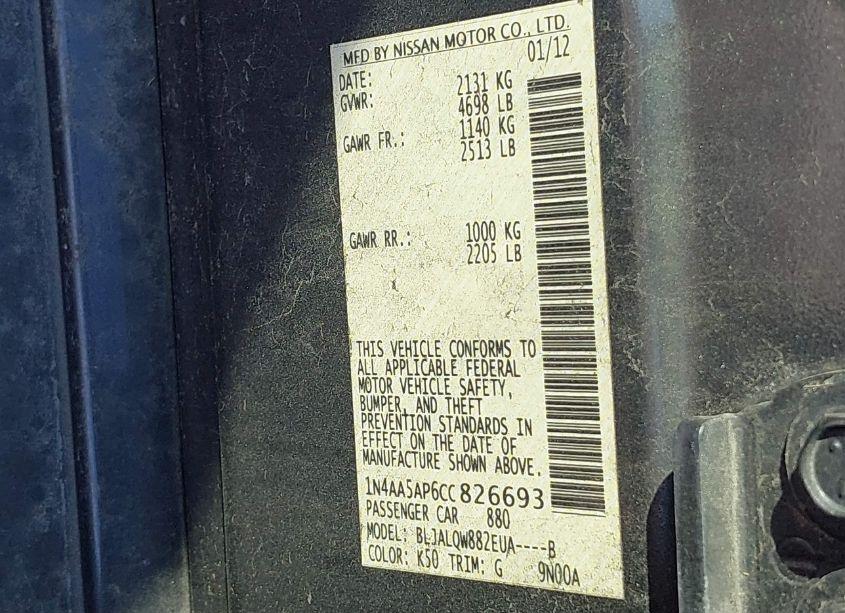 MFD BY NISSAN MOTOR CO., LTD.
DATE: 01/12
GVWR: 2131 KG
4698 LB
GAWR FR.: 1140 KG
2513 LB
GAWR RR.: 1000 KG
2205 LB
THIS VEHICLE CONFORMS TO
ALL APPLICABLE FEDERAL
MOTOR VEHICLE SAFETY,
BUMPER, AND THEFT
PREVENTION STANDARDS IN
EFFECT ON THE DATE OF
MANUFACTURE SHOWN ABOVE.
1N4AA5AP6CC826693
PASSENGER CAR 880
MODEL: BLJALQW882EUA----B
COLOR: K50 TRIM: G 9N00A